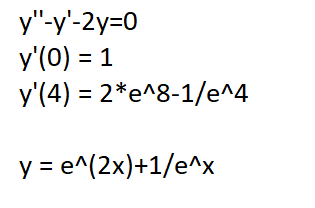 y"-y'-2y=0
y'(0) = 1
y'(4) = 2*e^8-1/e^4
y = e^(2x)+1/e^x